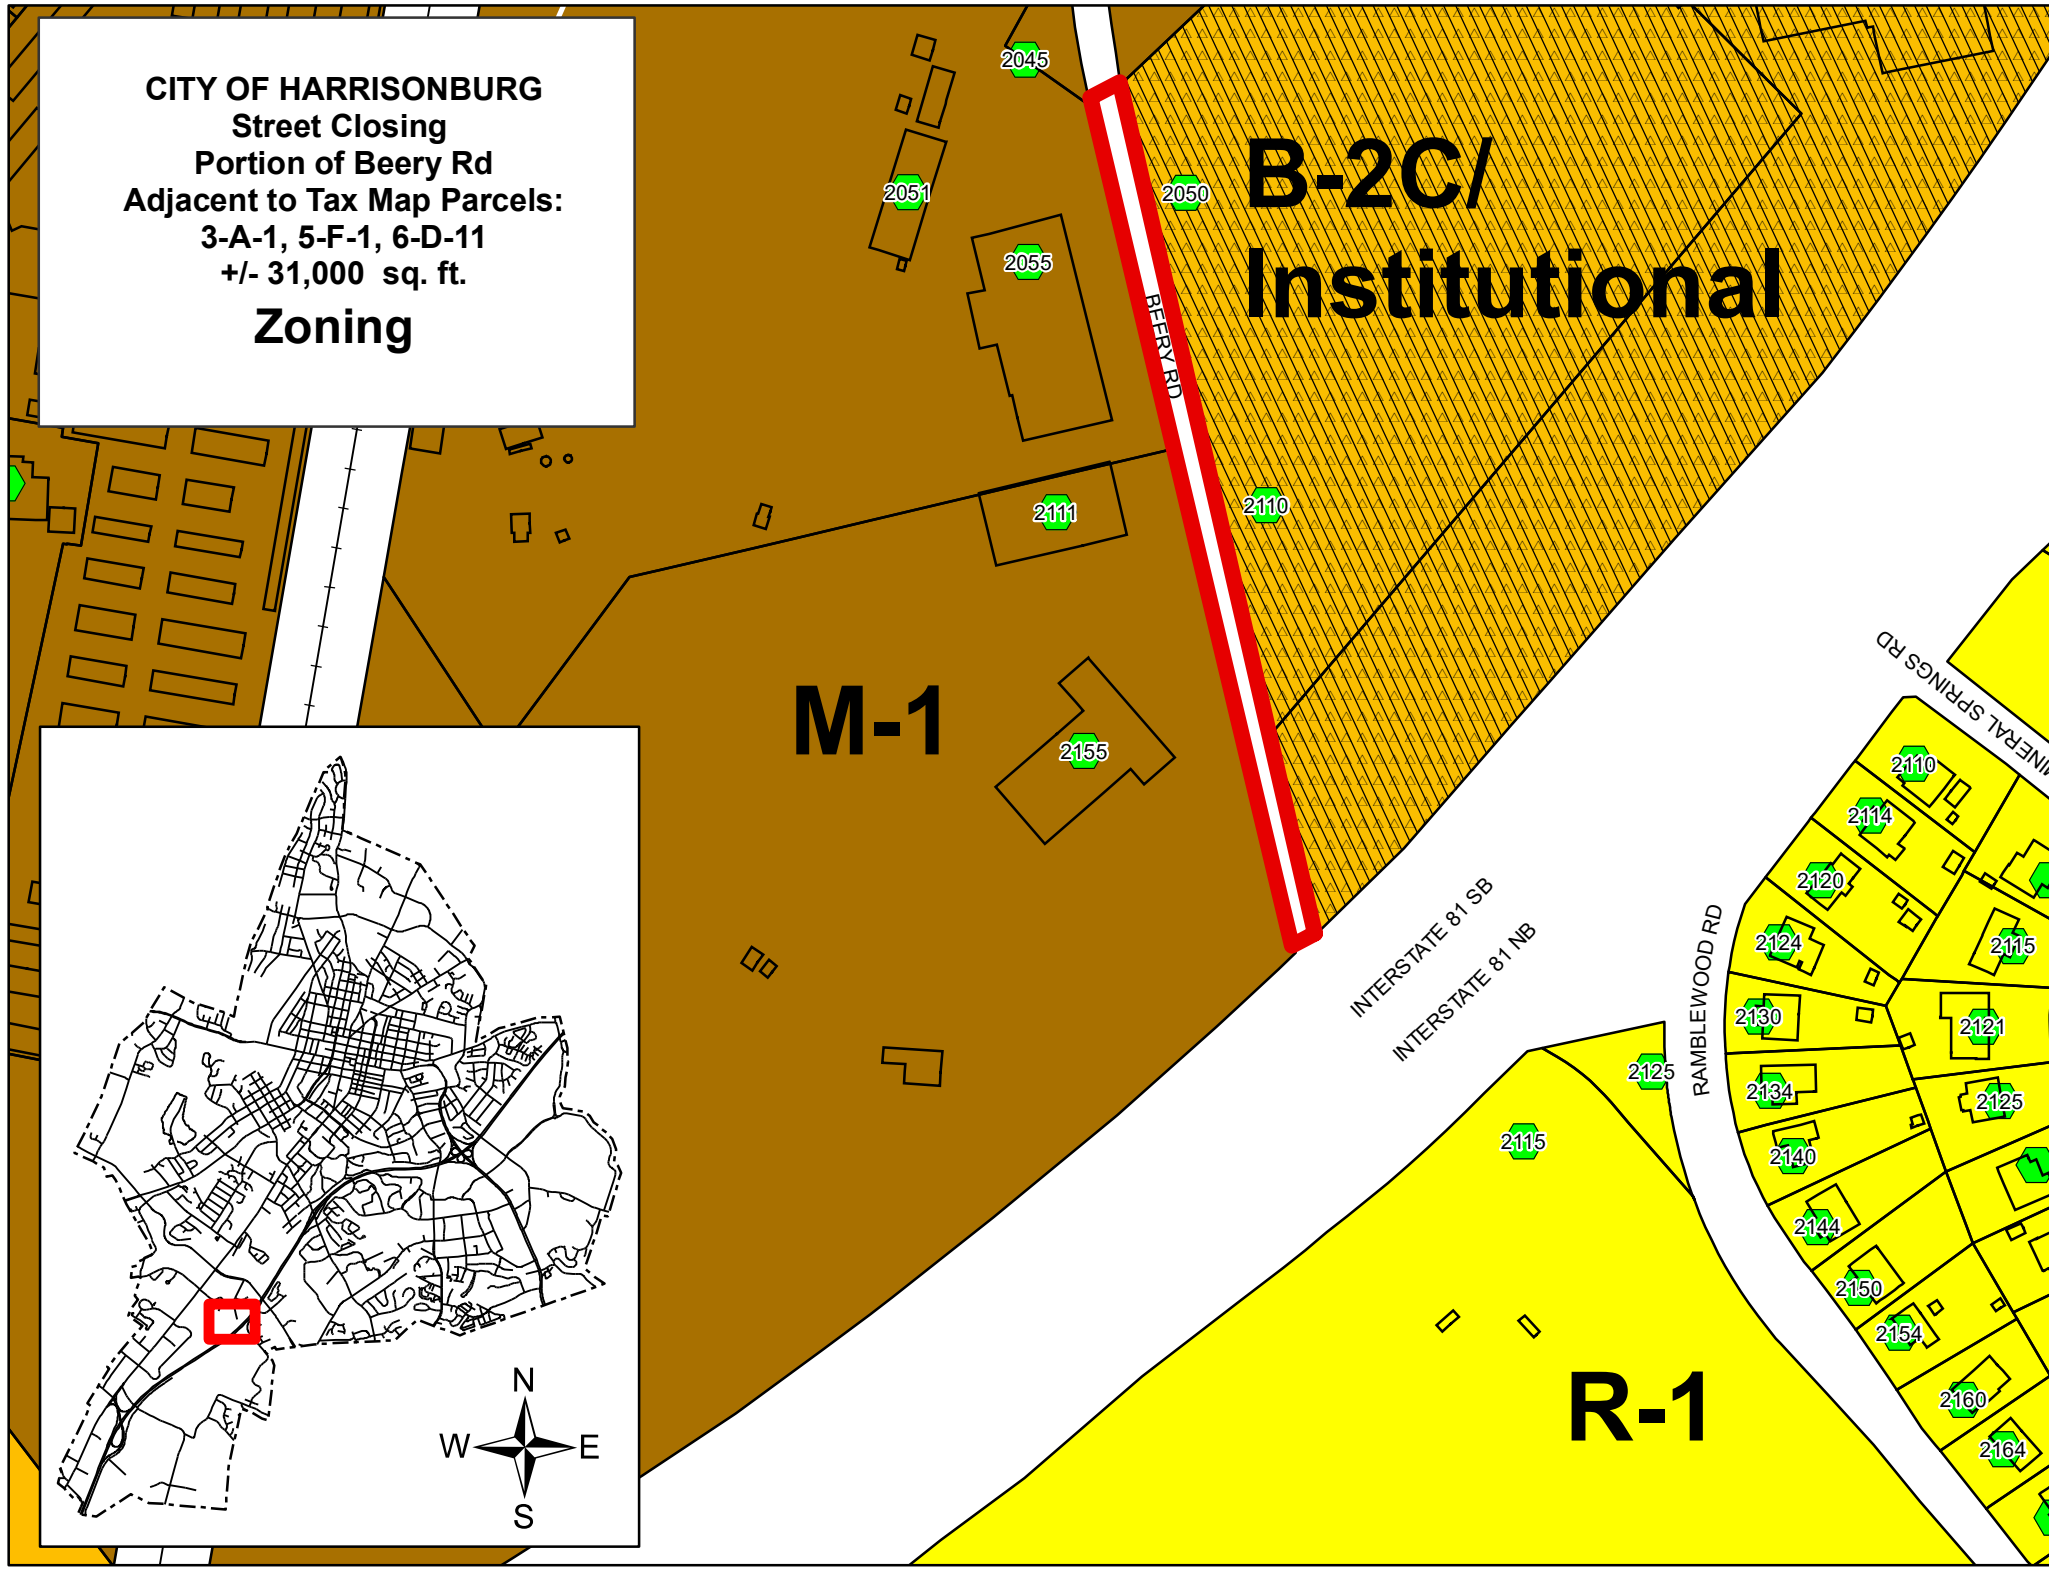 CITY OF HARRISONBURG
Street Closing
Portion of Beery Rd
Adjacent to Tax Map Parcels:
3-A-1, 5-F-1, 6-D-11
+/- 31,000 sq. ft.
Zoning
2045
2051
2050
2055
B-2C/
Institutional
BEERY RD
2111
2110
M-1
2155
MINERAL SPRINGS RD
2110
2114
2120
2124
2115
2130
2121
2134
2125
2140
2144
2150
2154
2160
2164
RAMBLEWOOD RD
INTERSTATE 81 SB
INTERSTATE 81 NB
2125
2115
R-1
N
W
E
S